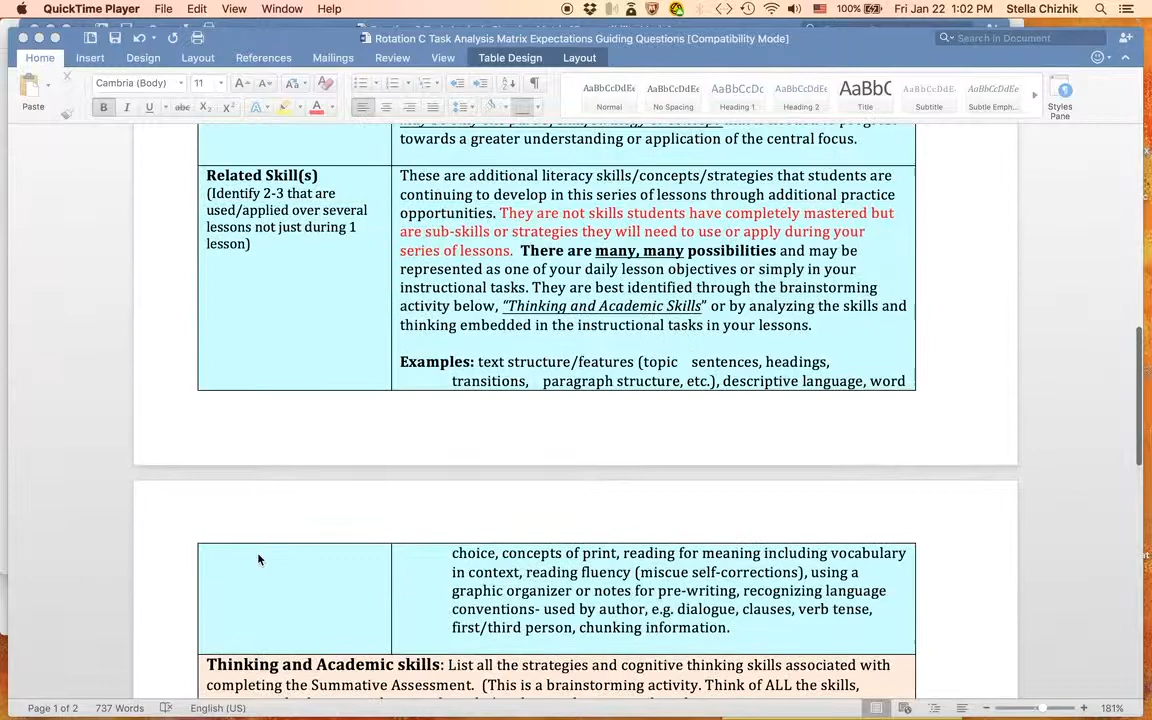 QuickTime Player File Edit View Window Help 100% Fri Jan 22 1:02 PM Stella Chizhik
Rotation C Task Analysis Matrix Expectations Guiding Questions [Compatibility Mode] Search in Document
Home Insert Design Layout References Mailings Review View Table Design Layout
Paste Cambria (Body) 11 AaBbCcDdEe Normal AaBbCcDdEe No Spacing AaBbCcDc Heading 1 AaBbCcDdEe Heading 2 AaBbC Title AaBbCcDdEe Subtitle AaBbCcDdEe Subtle Emph... Styles Pane
towards a greater understanding or application of the central focus.
Related Skill(s)
(Identify 2-3 that are
used/applied over several
lessons not just during 1
lesson)
These are additional literacy skills/concepts/strategies that students are
continuing to develop in this series of lessons through additional practice
opportunities. They are not skills students have completely mastered but
are sub-skills or strategies they will need to use or apply during your
series of lessons. There are many, many possibilities and may be
represented as one of your daily lesson objectives or simply in your
instructional tasks. They are best identified through the brainstorming
activity below, “Thinking and Academic Skills” or by analyzing the skills and
thinking embedded in the instructional tasks in your lessons.
Examples: text structure/features (topic sentences, headings,
transitions, paragraph structure, etc.), descriptive language, word
choice, concepts of print, reading for meaning including vocabulary
in context, reading fluency (miscue self-corrections), using a
graphic organizer or notes for pre-writing, recognizing language
conventions- used by author, e.g. dialogue, clauses, verb tense,
first/third person, chunking information.
Thinking and Academic skills: List all the strategies and cognitive thinking skills associated with
completing the Summative Assessment. (This is a brainstorming activity. Think of ALL the skills,
Page 1 of 2 737 Words English (US) 181%